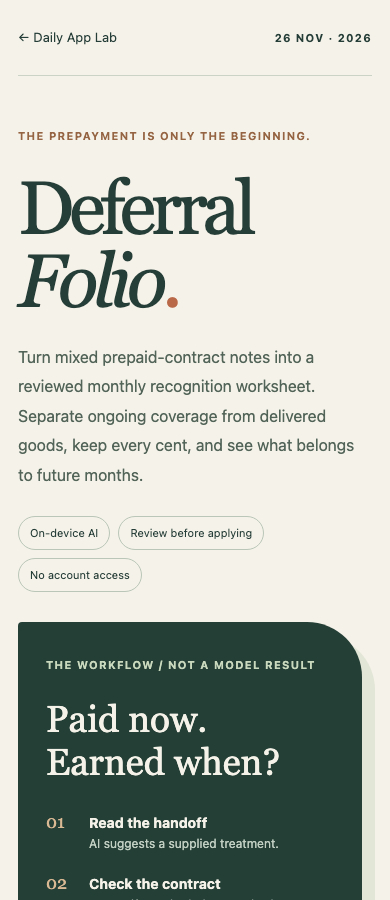 ← Daily App Lab
26 NOV · 2026
THE PREPAYMENT IS ONLY THE BEGINNING.
Deferral
Folio.
Turn mixed prepaid-contract notes into a
reviewed monthly recognition worksheet.
Separate ongoing coverage from delivered
goods, keep every cent, and see what belongs
to future months.
On-device AI
Review before applying
No account access
THE WORKFLOW / NOT A MODEL RESULT
Paid now.
Earned when?
01 Read the handoff
AI suggests a supplied treatment.
02 Check the contract